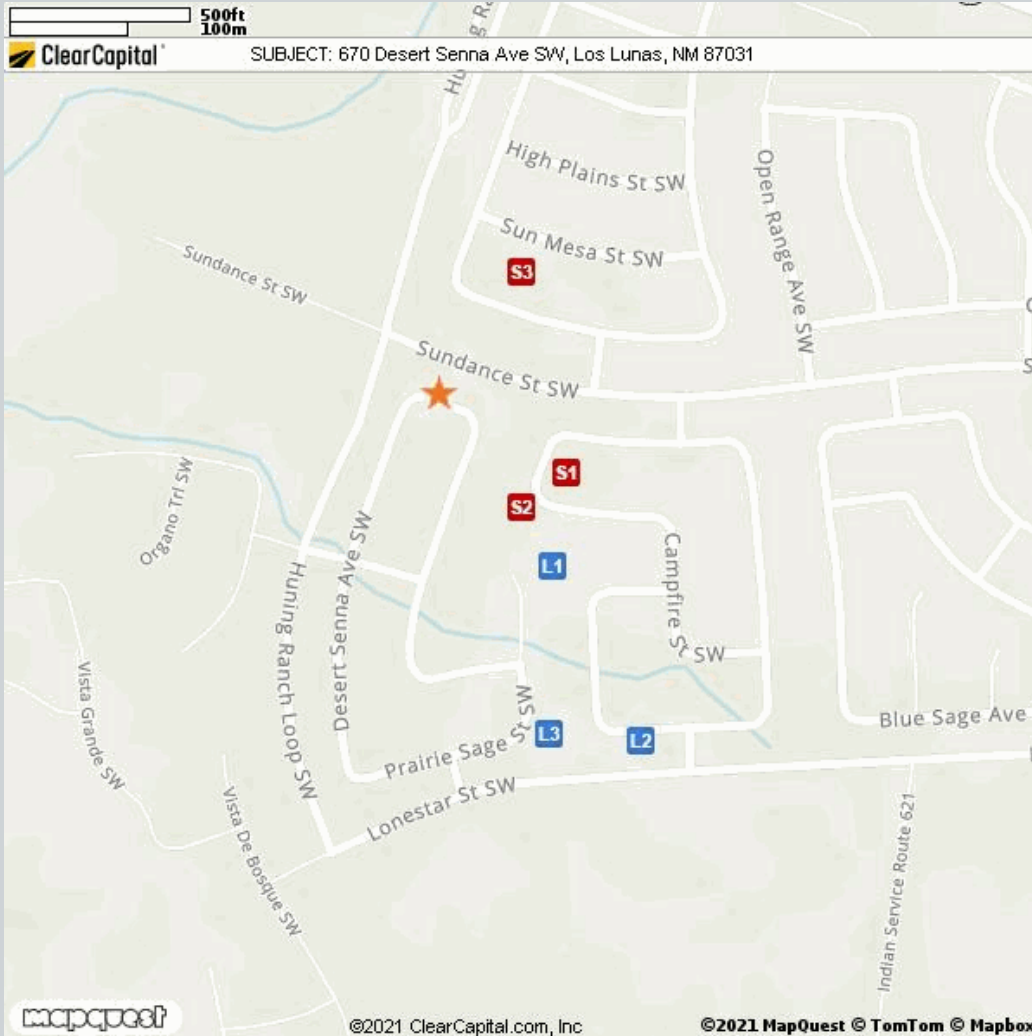 500ft
100m
ClearCapital
SUBJECT: 670 Desert Senna Ave SW, Los Lunas, NM 87031
High Plains St SW
Open Range Ave SW
Sun Mesa St SW
Sundance St SW
S3
Sundance St SW
S1
S2
Organo Trl SW
L1
Campfire St SW
Desert Senna Ave SW
Huning Ranch Loop SW
Vista Grande SW
L3
L2
Blue Sage Ave
Prairie Sage St SW
Lonestar St SW
Vista De Bosque SW
Indian Service Route 621
mapquest
©2021 ClearCapital.com, Inc
©2021 MapQuest © TomTom © Mapbox